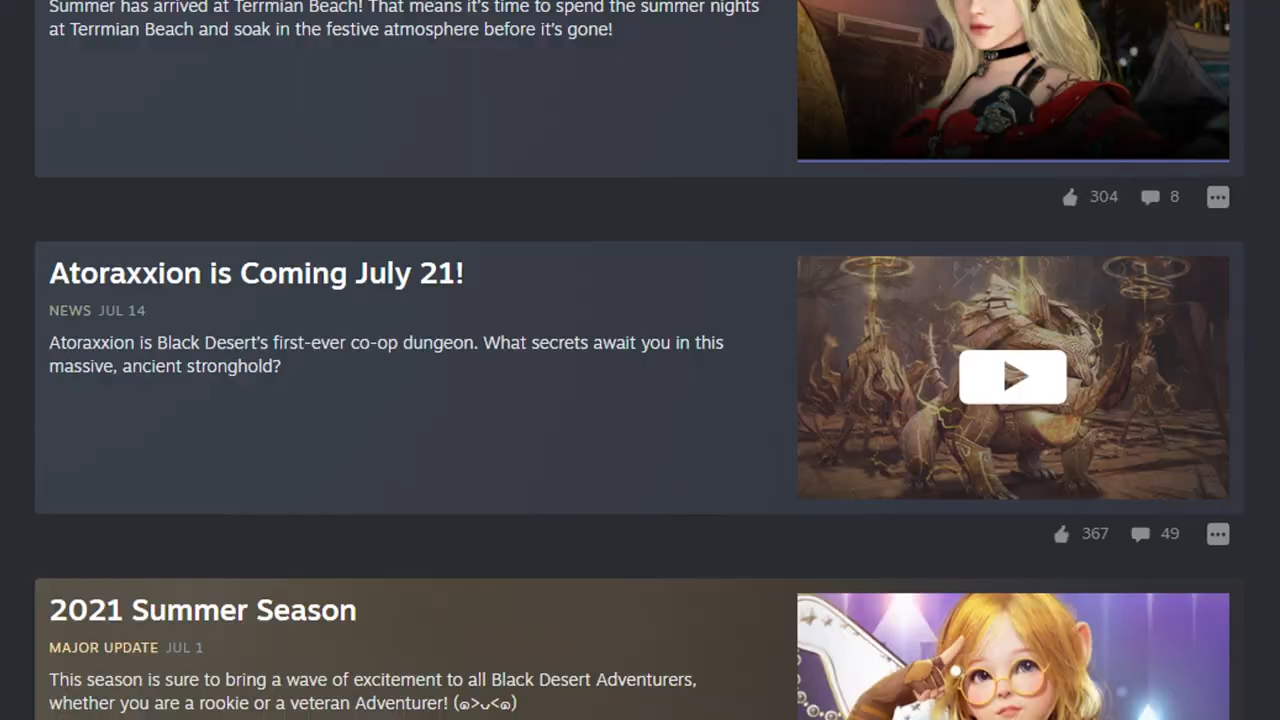 Summer has arrived at Terrmian Beach! That means it's time to spend the summer nights
at Terrmian Beach and soak in the festive atmosphere before it's gone!
304
8
Atoraxxion is Coming July 21!
NEWS JUL 14
Atoraxxion is Black Desert's first-ever co-op dungeon. What secrets await you in this
massive, ancient stronghold?
367
49
2021 Summer Season
MAJOR UPDATE JUL 1
This season is sure to bring a wave of excitement to all Black Desert Adventurers,
whether you are a rookie or a veteran Adventurer! (๑>ᴗ<๑)